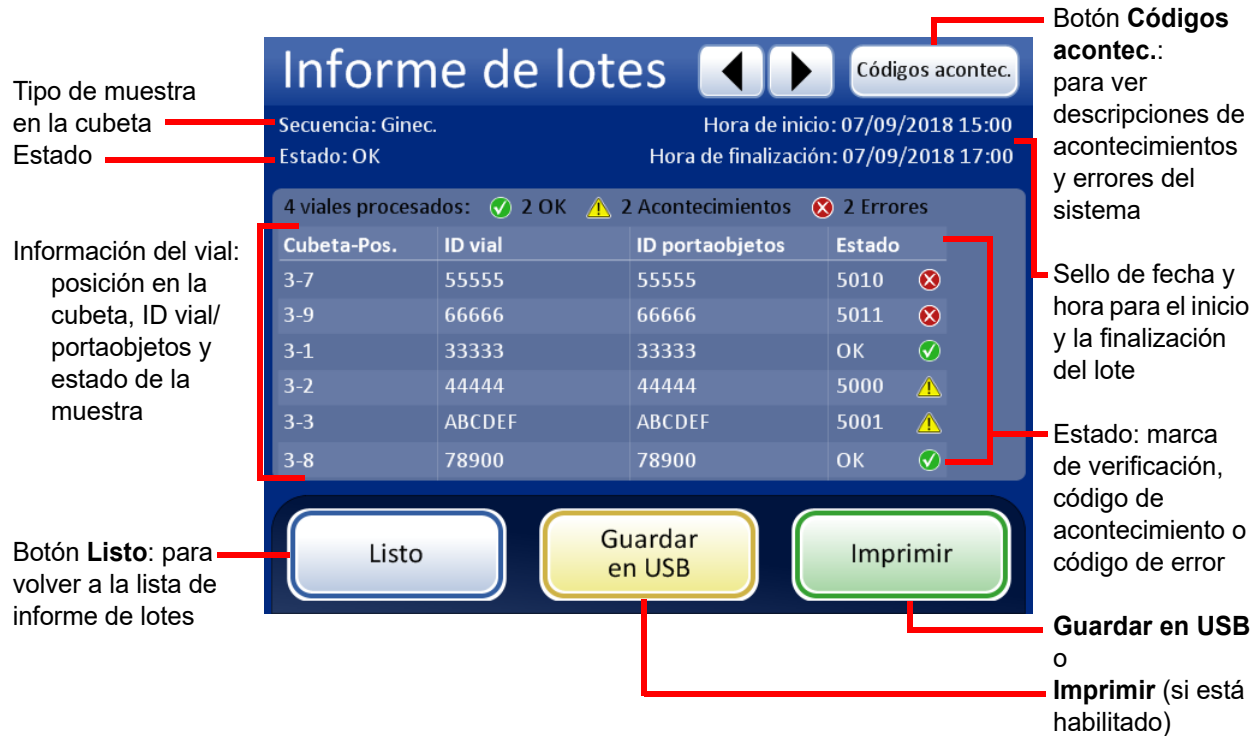 Tipo de muestra
en la cubeta
Estado
Información del vial:
posición en la
cubeta, ID vial/
portaobjetos y
estado de la
muestra
Botón Listo: para
volver a la lista de
informe de lotes
Informe de lotes
Códigos acontec.
Secuencia: Ginec.
Hora de inicio: 07/09/2018 15:00
Estado: OK
Hora de finalización: 07/09/2018 17:00
4 viales procesados: 2 OK 2 Acontecimientos 2 Errores
Cubeta-Pos. ID vial ID portaobjetos Estado
3-7 55555 55555 5010
3-9 66666 66666 5011
3-1 33333 33333 OK
3-2 44444 44444 5000
3-3 ABCDEF ABCDEF 5001
3-8 78900 78900 OK
Listo
Guardar
en USB
Imprimir
Botón Códigos
acontec.:
para ver
descripciones de
acontecimientos
y errores del
sistema
Sello de fecha y
hora para el inicio
y la finalización
del lote
Estado: marca
de verificación,
código de
acontecimiento o
código de error
Guardar en USB
o
Imprimir (si está
habilitado)